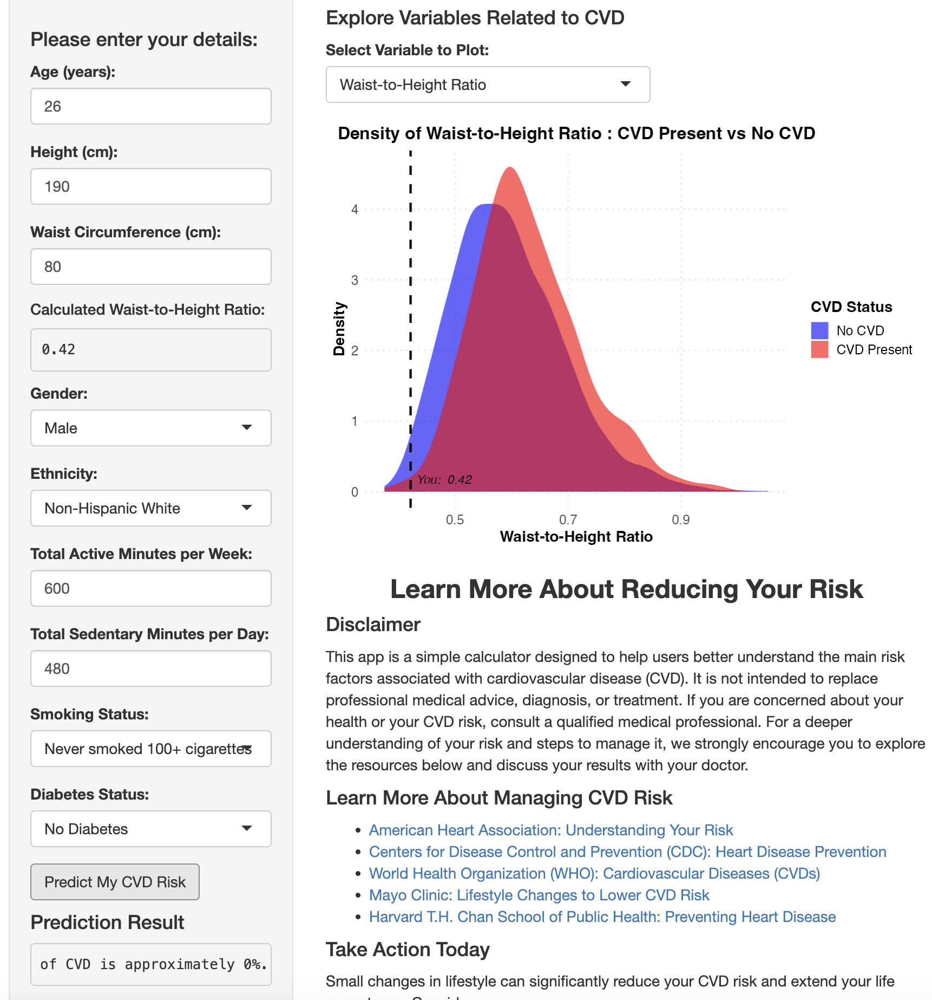 Please enter your details:
Age (years):
26
Height (cm):
190
Waist Circumference (cm):
80
Calculated Waist-to-Height Ratio:
0.42
Gender:
Male
Ethnicity:
Non-Hispanic White
Total Active Minutes per Week:
600
Total Sedentary Minutes per Day:
480
Smoking Status:
Never smoked 100+ cigarettes
Diabetes Status:
No Diabetes
Predict My CVD Risk
Prediction Result
of CVD is approximately 0%.
Explore Variables Related to CVD
Select Variable to Plot:
Waist-to-Height Ratio
Density of Waist-to-Height Ratio : CVD Present vs No CVD
4
3
2
1
0
Density
You: 0.42
0.5 0.7 0.9
Waist-to-Height Ratio
CVD Status
No CVD
CVD Present
Learn More About Reducing Your Risk
Disclaimer
This app is a simple calculator designed to help users better understand the main risk
factors associated with cardiovascular disease (CVD). It is not intended to replace
professional medical advice, diagnosis, or treatment. If you are concerned about your
health or your CVD risk, consult a qualified medical professional. For a deeper
understanding of your risk and steps to manage it, we strongly encourage you to explore
the resources below and discuss your results with your doctor.
Learn More About Managing CVD Risk
• American Heart Association: Understanding Your Risk
• Centers for Disease Control and Prevention (CDC): Heart Disease Prevention
• World Health Organization (WHO): Cardiovascular Diseases (CVDs)
• Mayo Clinic: Lifestyle Changes to Lower CVD Risk
• Harvard T.H. Chan School of Public Health: Preventing Heart Disease
Take Action Today
Small changes in lifestyle can significantly reduce your CVD risk and extend your life